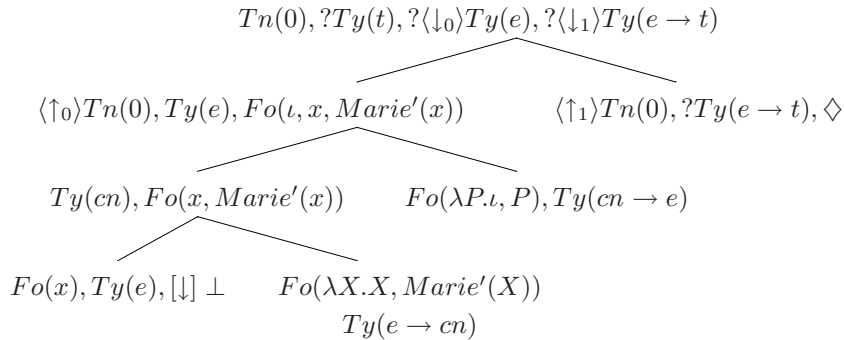 Tn(0), ?Ty(t), ?⟨↓₀⟩Ty(e), ?⟨↓₁⟩Ty(e → t)
⟨↑₀⟩Tn(0), Ty(e), Fo(ι, x, Marie′(x)) ⟨↑₁⟩Tn(0), ?Ty(e → t), ♢
Ty(cn), Fo(x, Marie′(x)) Fo(λP.ι, P), Ty(cn → e)
Fo(x), Ty(e), [↓] ⊥ Fo(λX.X, Marie′(X))
Ty(e → cn)